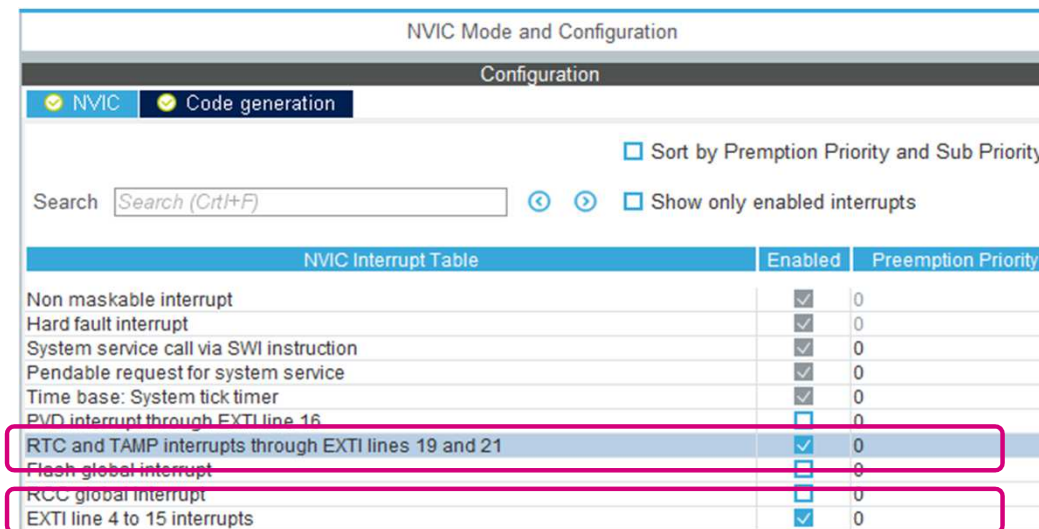 NVIC Mode and Configuration
Configuration
NVIC Code generation
Sort by Premption Priority and Sub Priority
Search Search (Crtl+F) Show only enabled interrupts
NVIC Interrupt Table Enabled Preemption Priority
Non maskable interrupt 0
Hard fault interrupt 0
System service call via SWI instruction 0
Pendable request for system service 0
Time base: System tick timer 0
PVD interrupt through EXTI line 16 0
RTC and TAMP interrupts through EXTI lines 19 and 21 0
Flash global interrupt 0
RCC global interrupt 0
EXTI line 4 to 15 interrupts 0